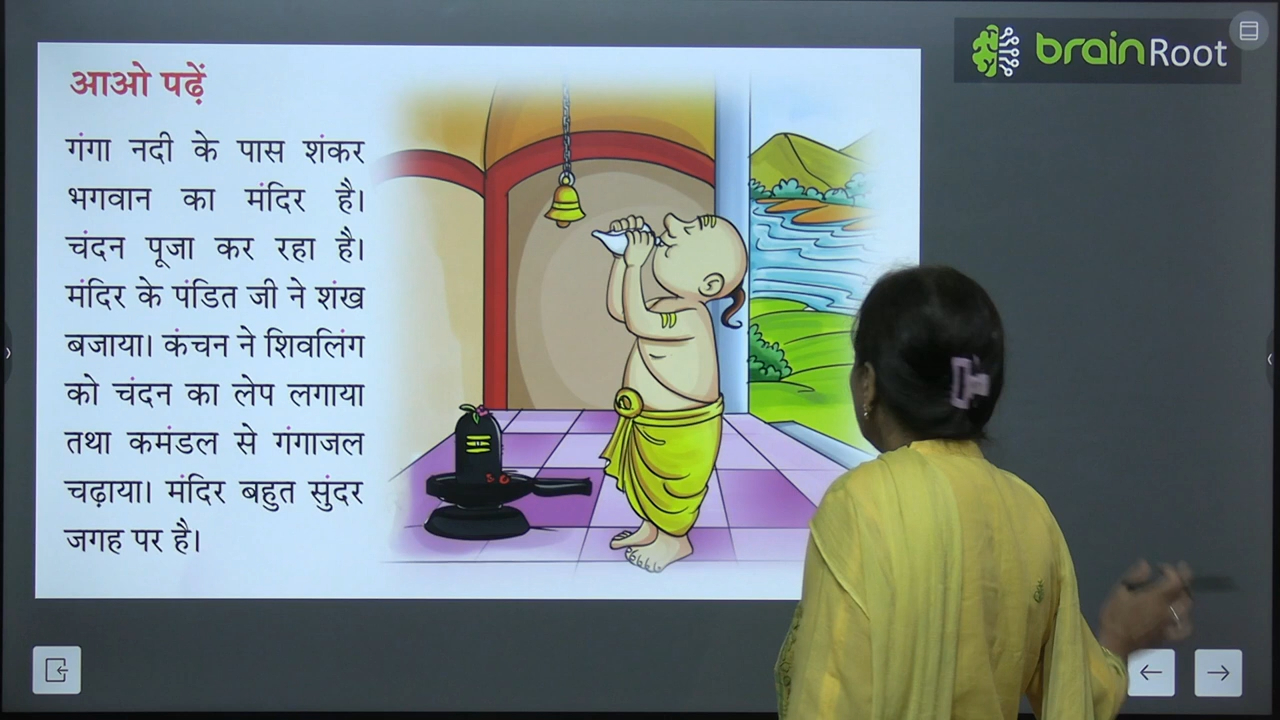 brainRoot
आओ पढ़ें
गंगा नदी के पास शंकर
भगवान का मंदिर है।
चंदन पूजा कर रहा है।
मंदिर के पंडित जी ने शंख
बजाया। कंचन ने शिवलिंग
को चंदन का लेप लगाया
तथा कमंडल से गंगाजल
चढ़ाया। मंदिर बहुत सुंदर
जगह पर है।